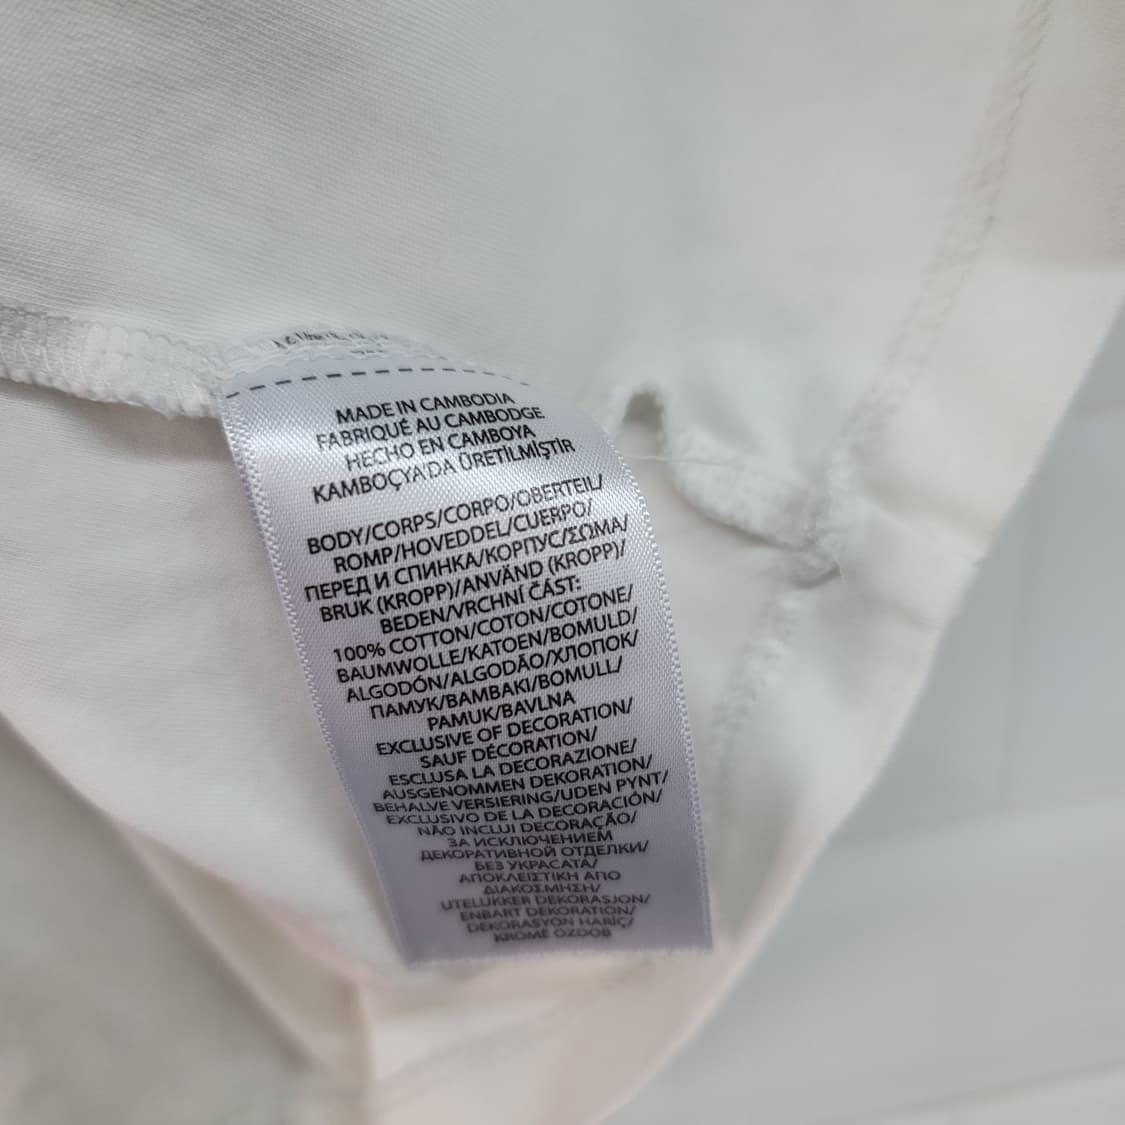 MADE IN CAMBODIA
FABRIQUÉ AU CAMBODGE
HECHO EN CAMBOYA
KAMBOÇYA'DA ÜRETİLMİŞTİR
BODY/CORPS/CORPO/OBERTEIL/
ROMP/HOVEDDEL/CUERPO/
ПЕРЕД И СПИНКА/КОРПУС/ΣΩΜΑ/
BRUK (KROPP)/ANVÄND (KROPP)/
BEDEN/VRCHNÍ ČÁST:
100% COTTON/COTON/COTONE/
BAUMWOLLE/KATOEN/BOMULD/
ALGODÓN/ALGODÃO/ХЛОПОК/
ПАМУК/ΒΑΜΒΑΚΙ/BOMULL/
PAMUK/BAVLNA
EXCLUSIVE OF DECORATION/
SAUF DÉCORATION/
ESCLUSA LA DECORAZIONE/
AUSGENOMMEN DEKORATION/
BEHALVE VERSIERING/UDEN PYNT/
EXCLUSIVO DE LA DECORACIÓN/
NÃO INCLUI DECORAÇÃO/
ЗА ИСКЛЮЧЕНИЕМ
ДЕКОРАТИВНОЙ ОТДЕЛКИ/
БЕЗ УКРАСАТА/
ΑΠΟΚΛΕΙΣΤΙΚΗ ΑΠΟ
ΔΙΑΚΟΣΜΗΣΗ/
UTELUKKER DEKORASJON/
ENBART DEKORATION/
DEKORASYON HARİÇ/
KROMĚ OZDOB